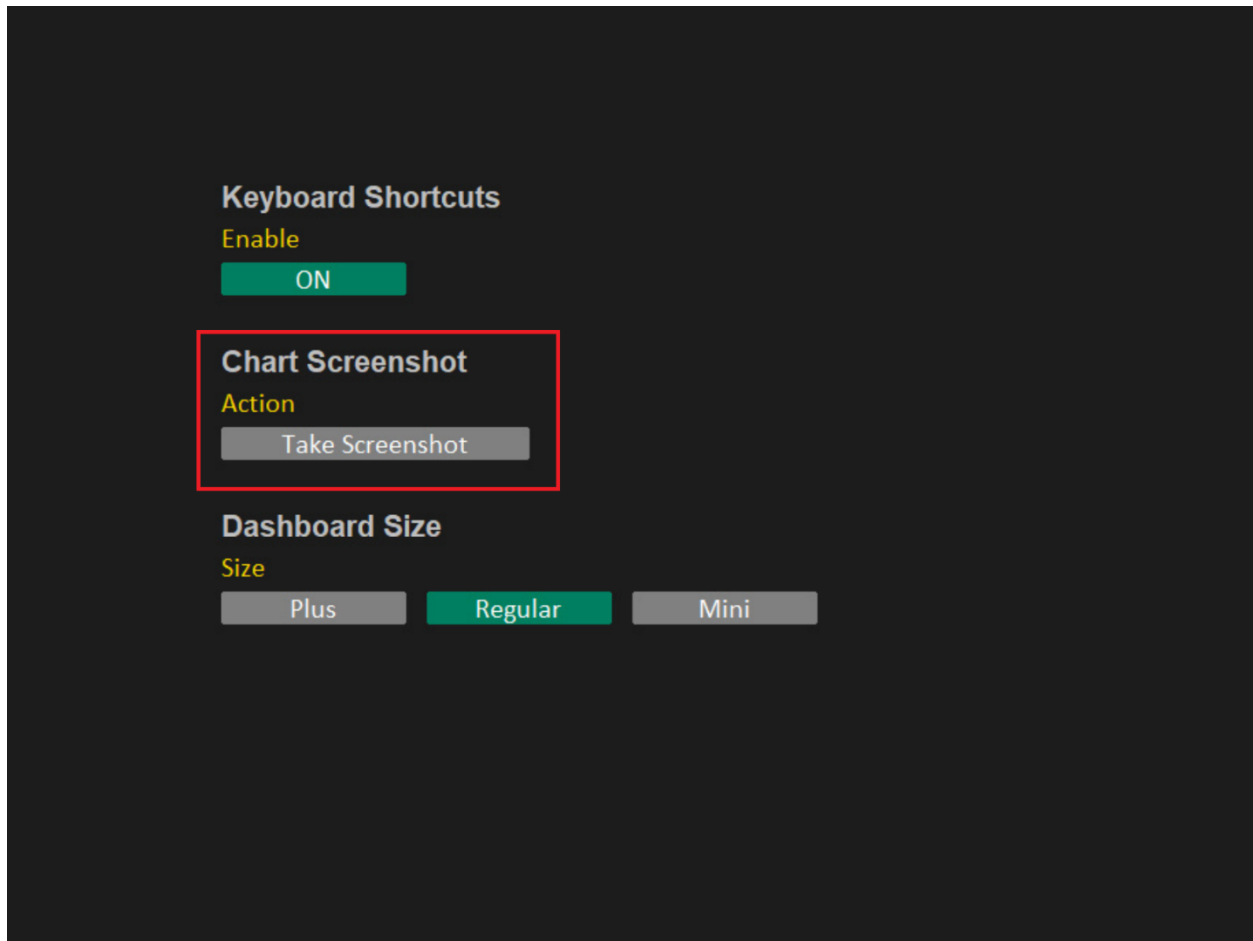 Keyboard Shortcuts
Enable
ON
Chart Screenshot
Action
Take Screenshot
Dashboard Size
Size
Plus Regular Mini